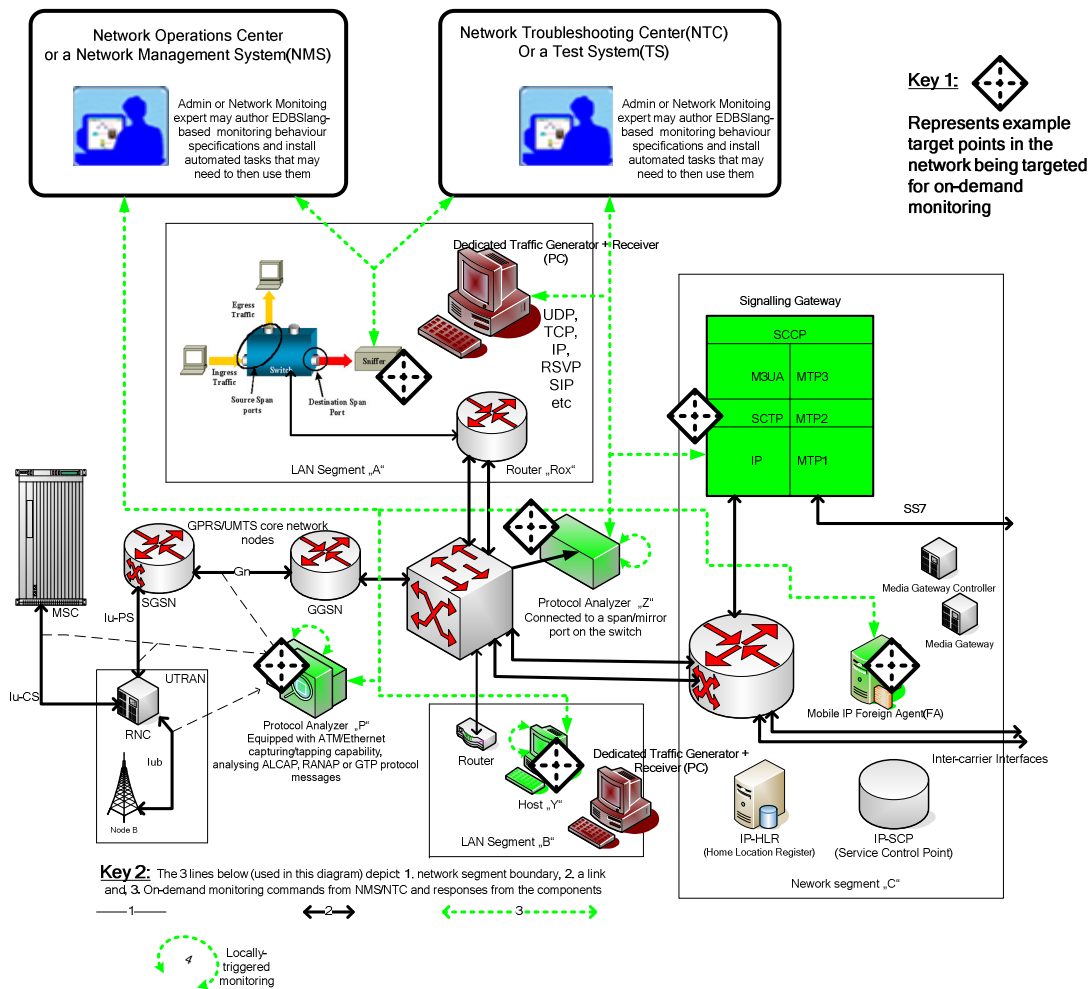 Network Operations Center
or a Network Management System(NMS)
Admin or Network Monitoing
expert may author EDBSlang-
based monitoring behaviour
specifications and install
automated tasks that may
need to then use them
Network Troubleshooting Center(NTC)
Or a Test System(TS)
Admin or Network Monitoing
expert may author EDBSlang-
based monitoring behaviour
specifications and install
automated tasks that may
need to then use them
Key 1:
Represents example
target points in the
network being targeted
for on-demand
monitoring
Dedicated Traffic Generator + Receiver
(PC)
Egress
Traffic
Ingress
Traffic
Switch
Sniffer
Source Span
ports
Destination Span
Port
UDP,
TCP,
IP,
RSVP
SIP
etc
LAN Segment „A“
Router „Rox“
Signalling Gateway
SCCP
M3UA
MTP3
SCTP
MTP2
IP
MTP1
SS7
Media Gateway Controller
Media Gateway
Mobile IP Foreign Agent(FA)
Inter-carrier Interfaces
IP-HLR
(Home Location Register)
IP-SCP
(Service Control Point)
Nework segment „C“
GPRS/UMTS core network
nodes
MSC
SGSN
Gn
GGSN
Iu-PS
Iu-CS
UTRAN
RNC
Iub
Node B
Protocol Analyzer „P“
Equipped with ATM/Ethernet
capturing/tapping capability,
analysing ALCAP, RANAP or GTP protocol
messages
Protocol Analyzer „Z“
Connected to a span/mirror
port on the switch
Router
Host „Y“
Dedicated Traffic Generator +
Receiver (PC)
LAN Segment „B“
Key 2: The 3 lines below (used in this diagram) depict 1, network segment boundary, 2, a link
and, 3. On-demand monitoring commands from NMS/NTC and responses from the components
1
2
3
4
Locally-
triggered
monitoring